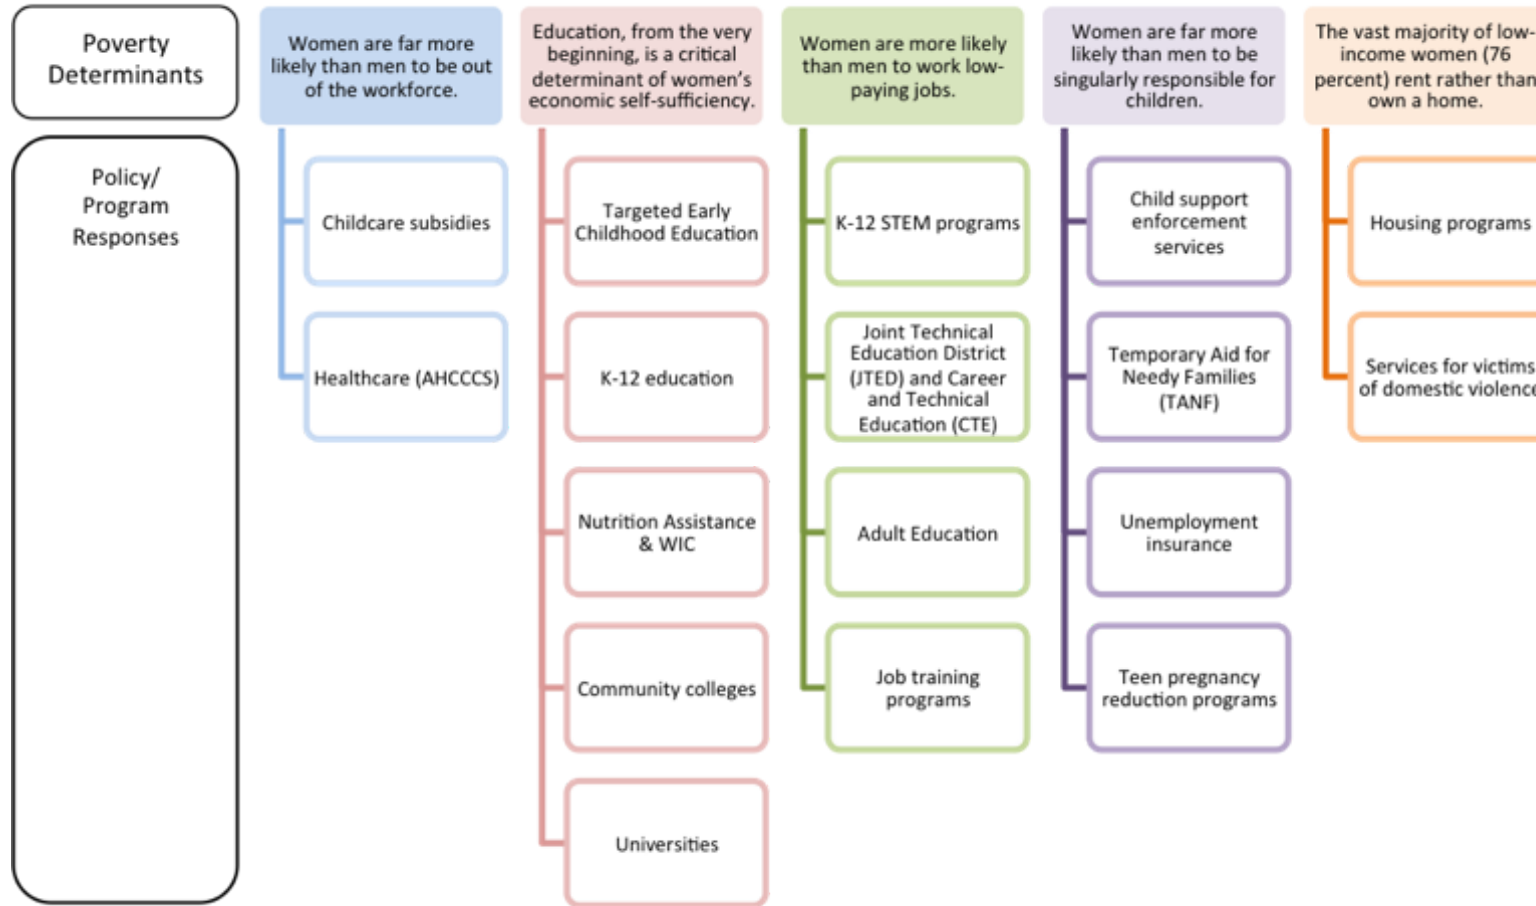 Poverty
Determinants
Women are far more
likely than men to be out
of the workforce.
Education, from the very
beginning, is a critical
determinant of women's
economic self-sufficiency.
Women are more likely
than men to work low-
paying jobs.
Women are far more
likely than men to be
singularly responsible for
children.
The vast majority of low-
income women (76
percent) rent rather than
own a home.
Policy/
Program
Responses
Childcare subsidies
Healthcare (AHCCCS)
Targeted Early
Childhood Education
K-12 education
Nutrition Assistance
& WIC
Community colleges
Universities
K-12 STEM programs
Joint Technical
Education District
(JTED) and Career
and Technical
Education (CTE)
Adult Education
Job training
programs
Child support
enforcement
services
Temporary Aid for
Needy Families
(TANF)
Unemployment
insurance
Teen pregnancy
reduction programs
Housing programs
Services for victims
of domestic violence